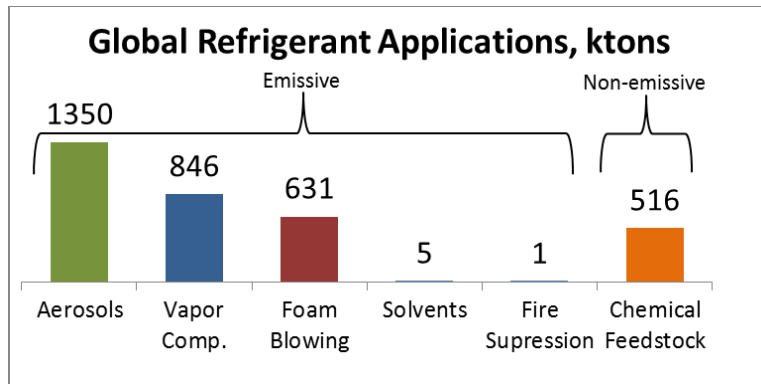 Global Refrigerant Applications, ktons
Emissive
Non-emissive
1350
846
631
5
1
516
Aerosols
Vapor
Comp.
Foam
Blowing
Solvents
Fire
Supression
Chemical
Feedstock